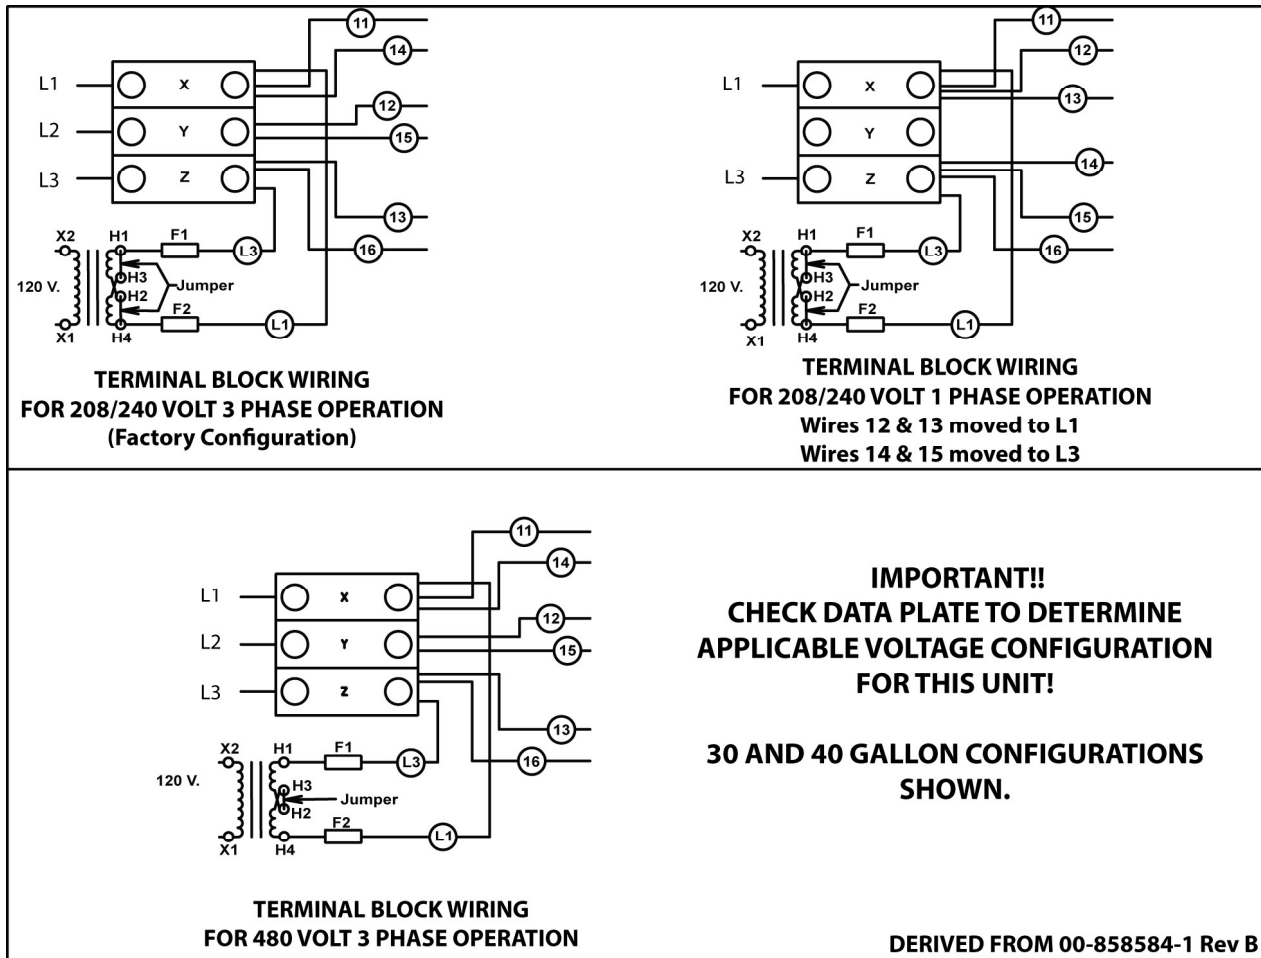 11
14
L1 X
12
L2 Y
15
L3 Z
13
16
X2 H1 F1 L3
H3
120 V. Jumper
H2
F2
L1
X1 H4
TERMINAL BLOCK WIRING
FOR 208/240 VOLT 3 PHASE OPERATION
(Factory Configuration)
11
12
L1 X
13
Y
14
L3 Z
15
16
X2 H1 F1 L3
H3
120 V. Jumper
H2
F2
L1
X1 H4
TERMINAL BLOCK WIRING
FOR 208/240 VOLT 1 PHASE OPERATION
Wires 12 & 13 moved to L1
Wires 14 & 15 moved to L3
11
14
L1 X
12
L2 Y
15
L3 Z
13
16
X2 H1 F1 L3
120 V. H3
Jumper
H2
F2
L1
X1 H4
TERMINAL BLOCK WIRING
FOR 480 VOLT 3 PHASE OPERATION
IMPORTANT!!
CHECK DATA PLATE TO DETERMINE
APPLICABLE VOLTAGE CONFIGURATION
FOR THIS UNIT!
30 AND 40 GALLON CONFIGURATIONS
SHOWN.
DERIVED FROM 00-858584-1 Rev B